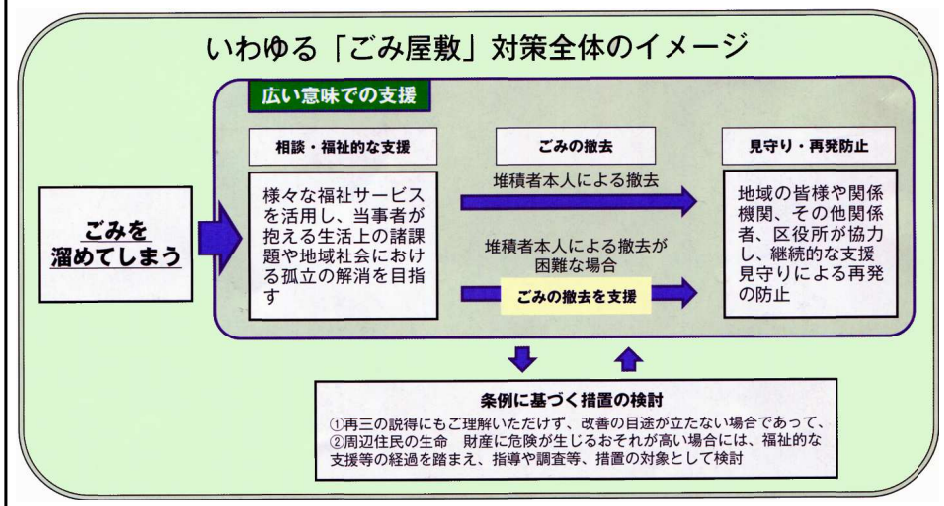 いわゆる「ごみ屋敷」対策全体のイメージ
広い意味での支援
ごみを
溜めてしまう
相談・福祉的な支援
様々な福祉サービス
を活用し、当事者が
抱える生活上の諸課
題や地域社会におけ
る孤立の解消を目指
す
ごみの撤去
堆積者本人による撤去
堆積者本人による撤去が
困難な場合
ごみの撤去を支援
見守り・再発防止
地域の皆様や関係
機関、その他関係
者、区役所が協力
し、継続的な支援
見守りによる再発
の防止
条例に基づく措置の検討
①再三の説得にもご理解いただけず、改善の目途が立たない場合であって、
②周辺住民の生命　財産に危険が生じるおそれが高い場合には、福祉的な
支援等の経過を踏まえ、指導や調査等、措置の対象として検討